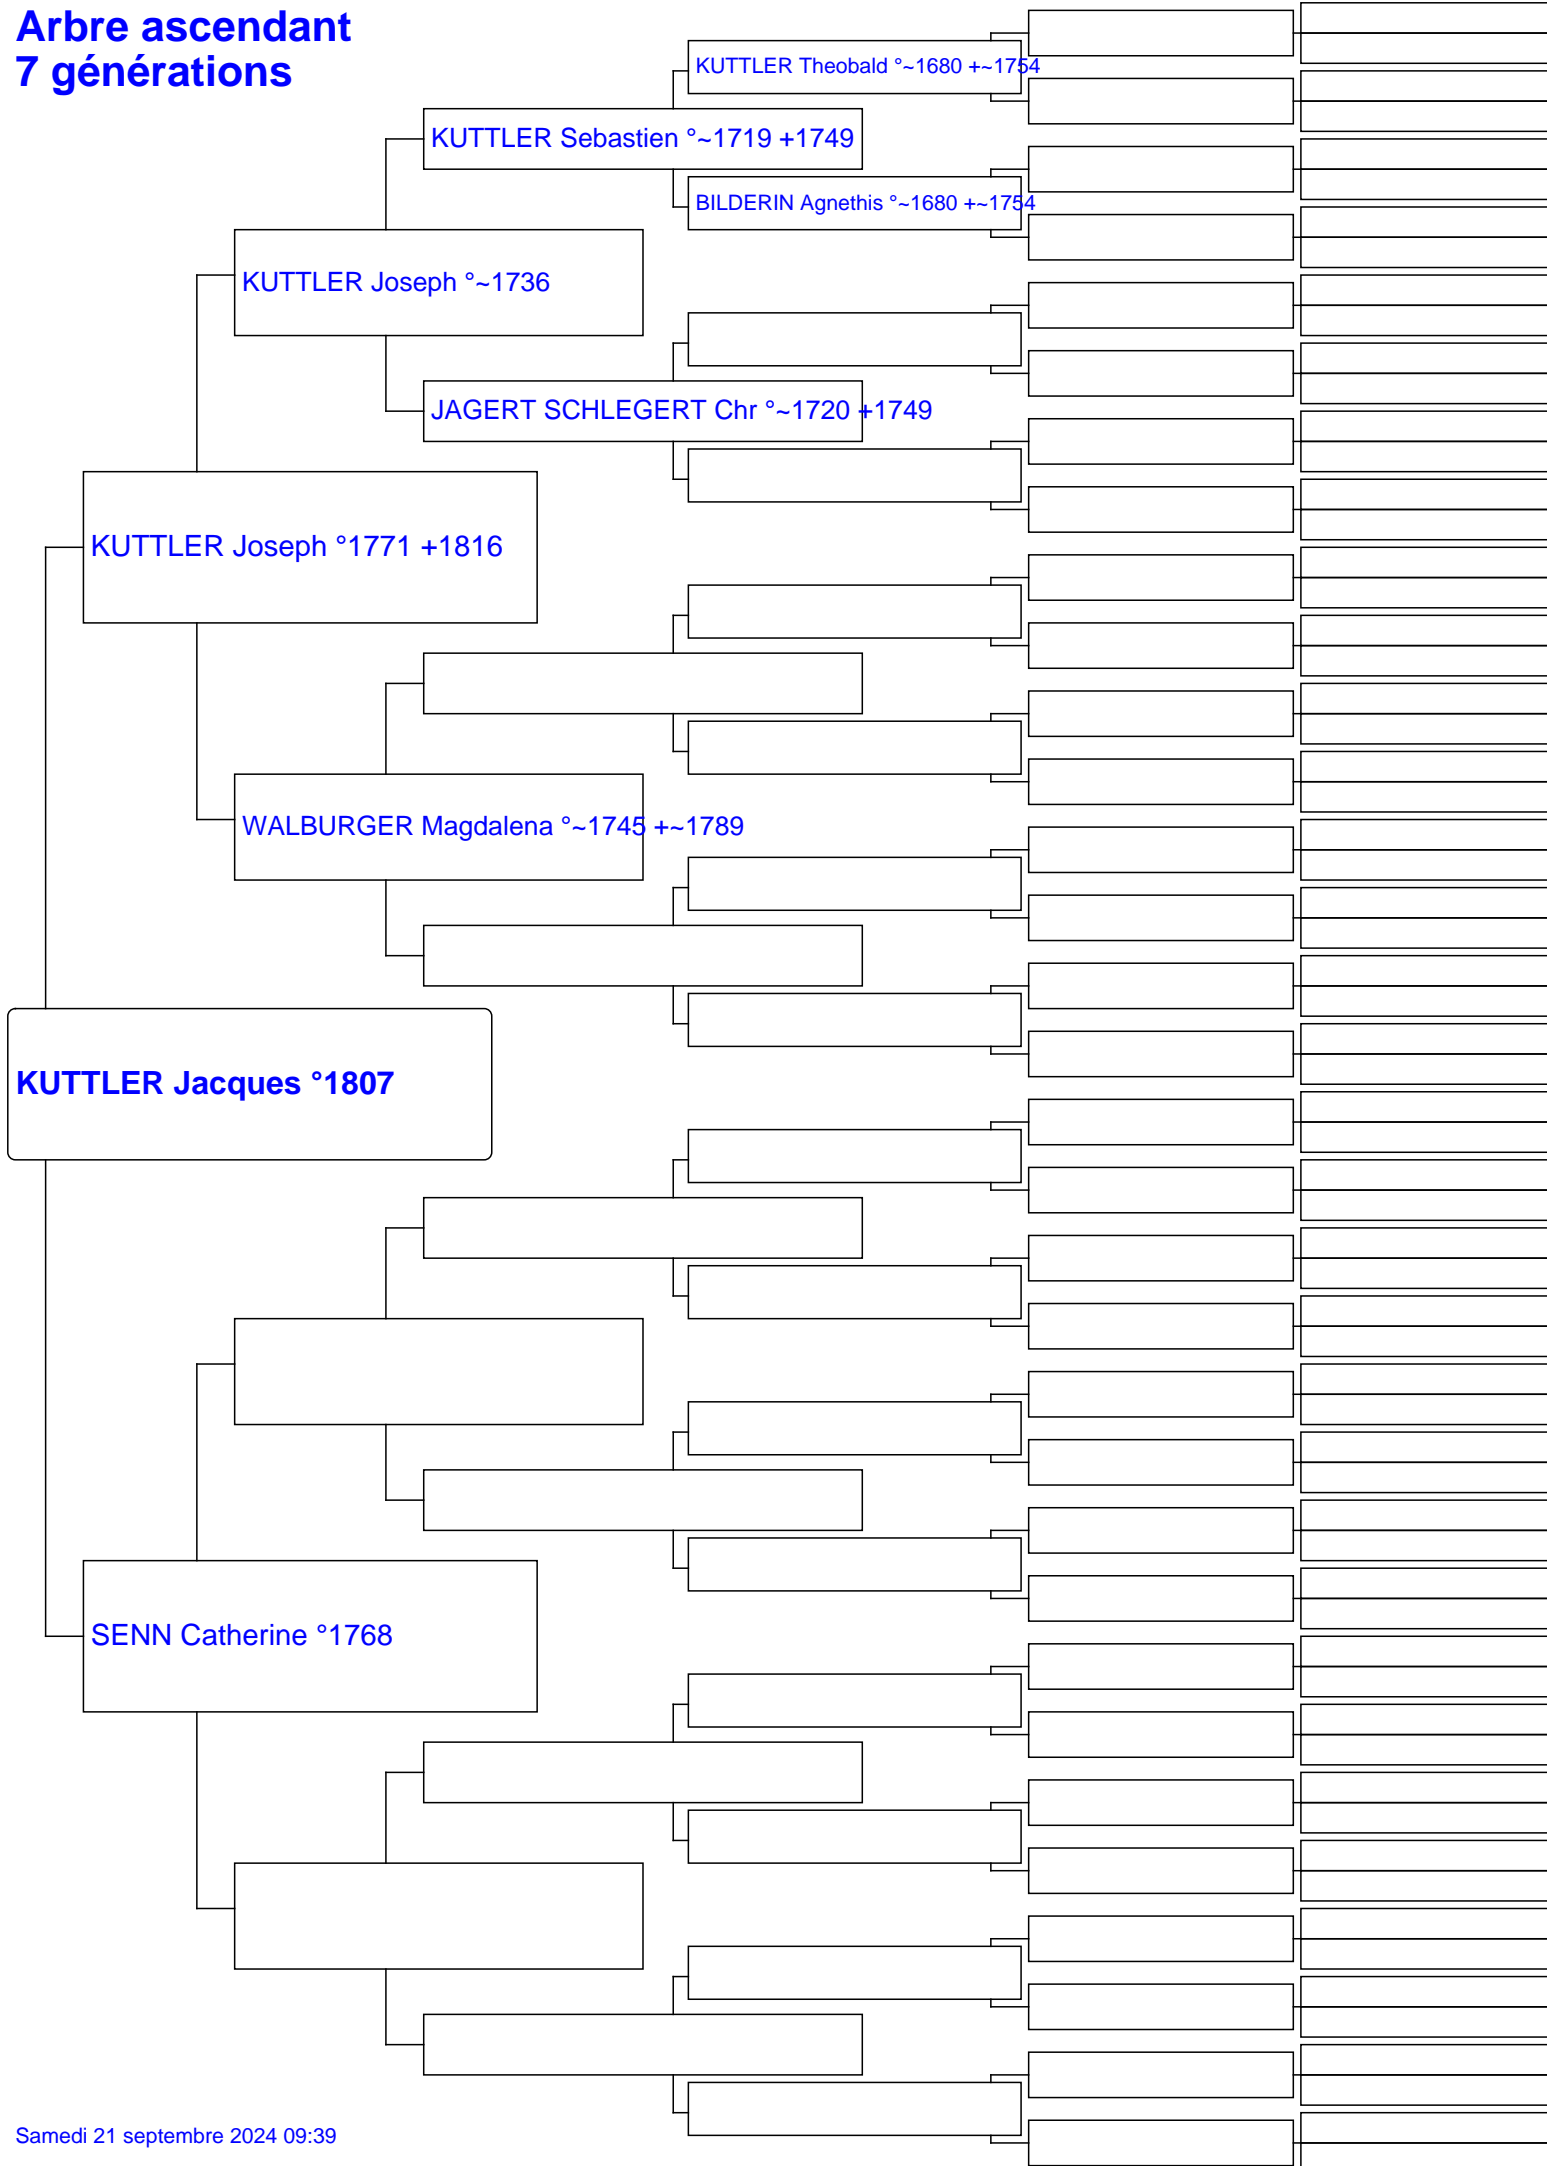 Arbre ascendant
7 générations
KUTTLER Theobald °~1680 +~1754
KUTTLER Sebastien °~1719 +1749
BILDERIN Agnethis °~1680 +~1754
KUTTLER Joseph °~1736
JAGERT SCHLEGERT Chr °~1720 +1749
KUTTLER Joseph °1771 +1816
WALBURGER Magdalena °~1745 +~1789
KUTTLER Jacques °1807
SENN Catherine °1768
Samedi 21 septembre 2024 09:39